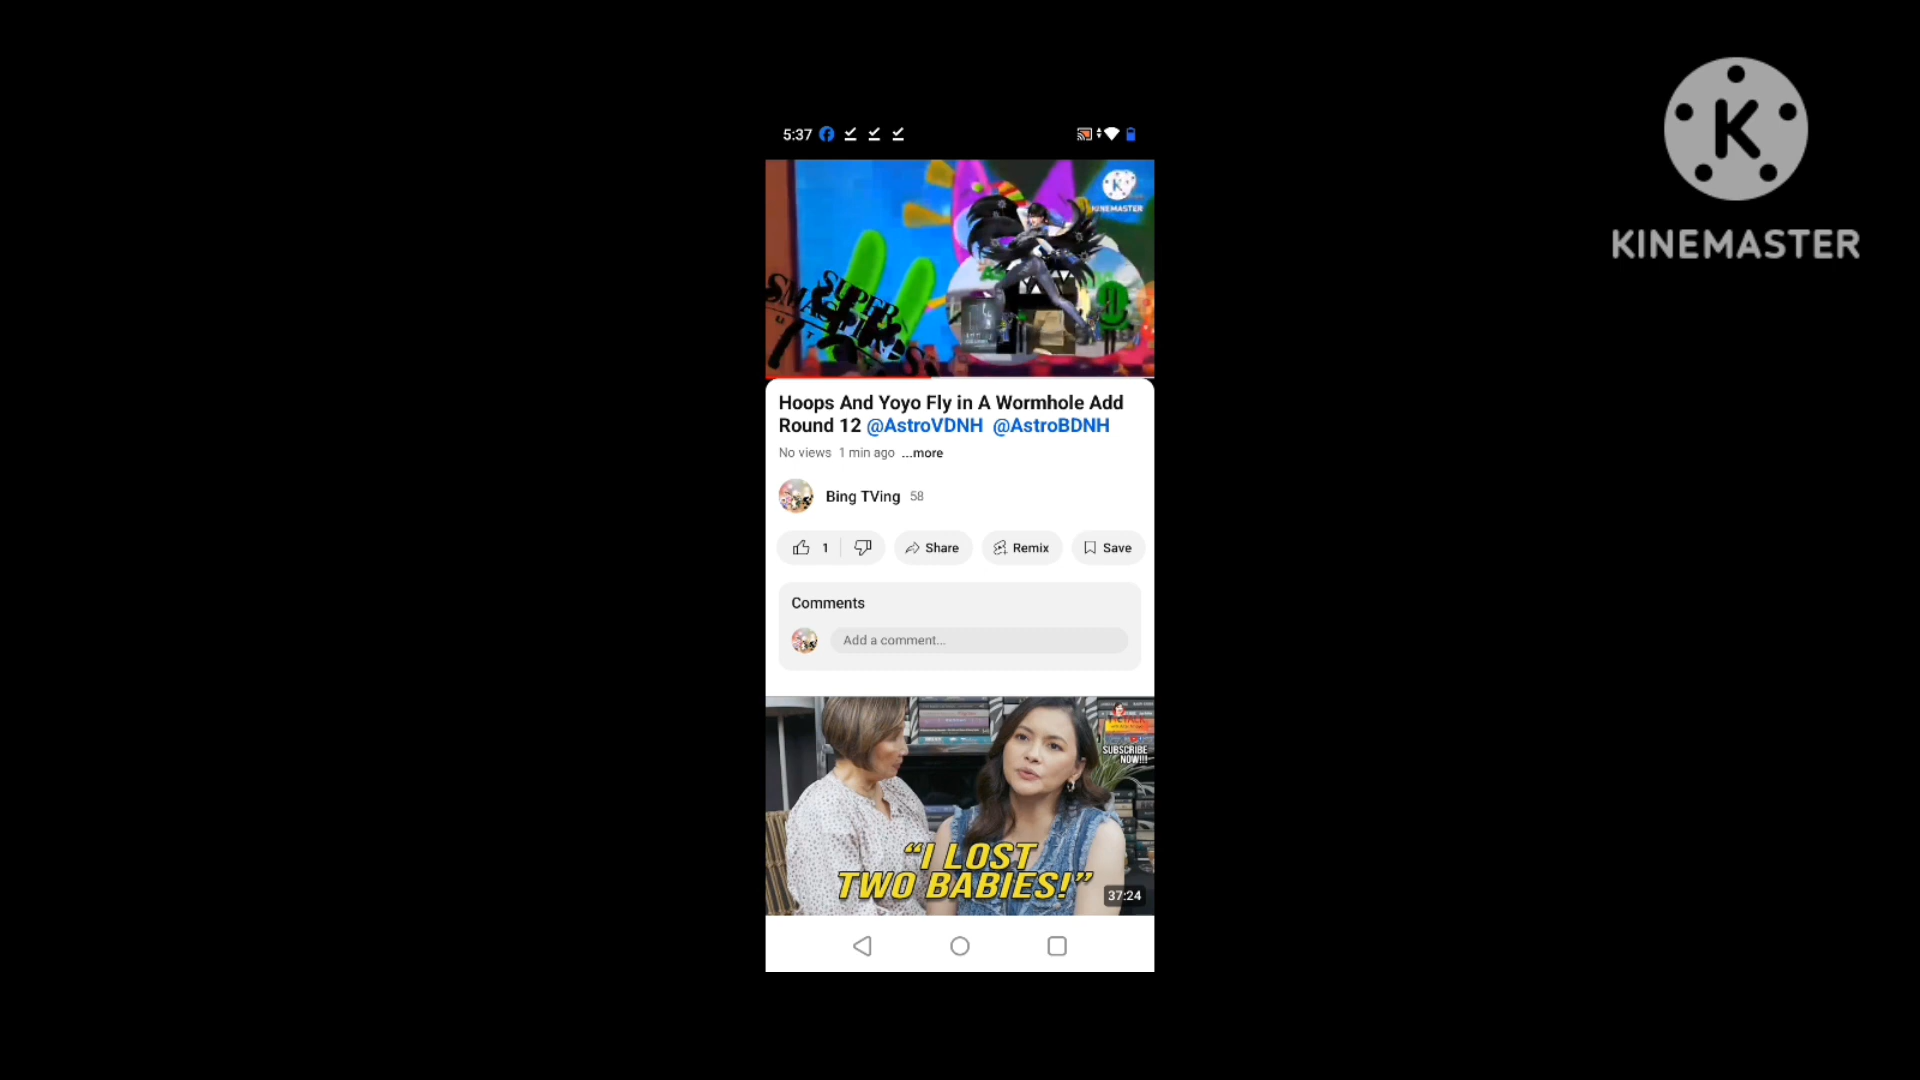 KINEMASTER
5:37
KINEMASTER
SUPER
SMASH
Hoops And Yoyo Fly in A Wormhole Add
Round 12 @AstroVDNH @AstroBDNH
No views 1 min ago ...more
Bing TVing 58
1 Share Remix Save
Comments
Add a comment...
SUBSCRIBE
NOW!!!
"I LOST
TWO BABIES!"
37:24